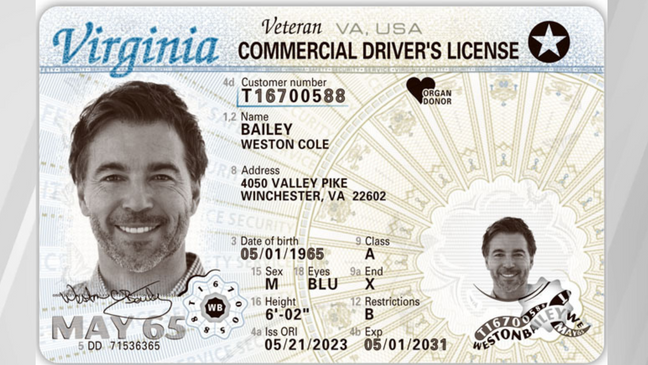 Virginia
Veteran VA, USA
COMMERCIAL DRIVER'S LICENSE
4d Customer number
T16700588
ORGAN
DONOR
1,2 Name
BAILEY
WESTON COLE
8 Address
4050 VALLEY PIKE
WINCHESTER, VA 22602
3 Date of birth 9 Class
05/01/1965 A
15 Sex 18 Eyes 9a End
M BLU X
16 Height 12 Restrictions
6'-02" B
4a Iss ORI 4b Exp
05/21/2023 05/01/2031
WB
MAY 65
5 DD 71536365